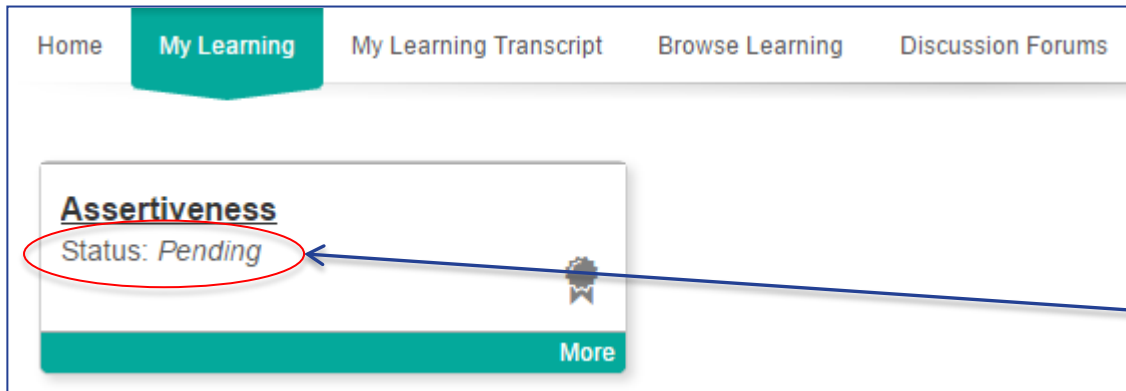 Home My Learning My Learning Transcript Browse Learning Discussion Forums
Assertiveness
Status: Pending
More